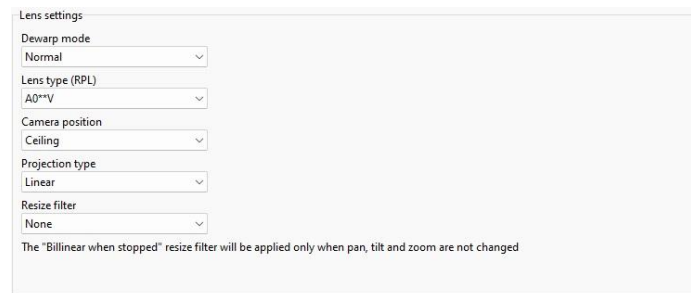 Lens settings
Dewarp mode
Normal
Lens type (RPL)
A0**V
Camera position
Ceiling
Projection type
Linear
Resize filter
None
The "Billinear when stopped" resize filter will be applied only when pan, tilt and zoom are not changed